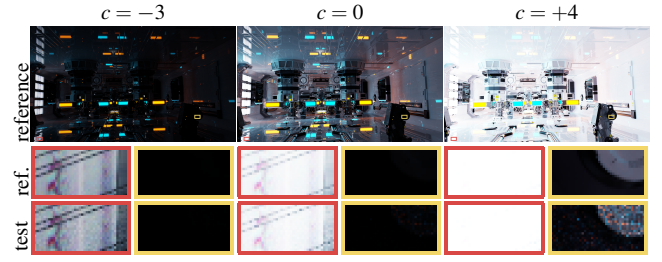 c = −3 c = 0 c = +4
reference
ref.
test